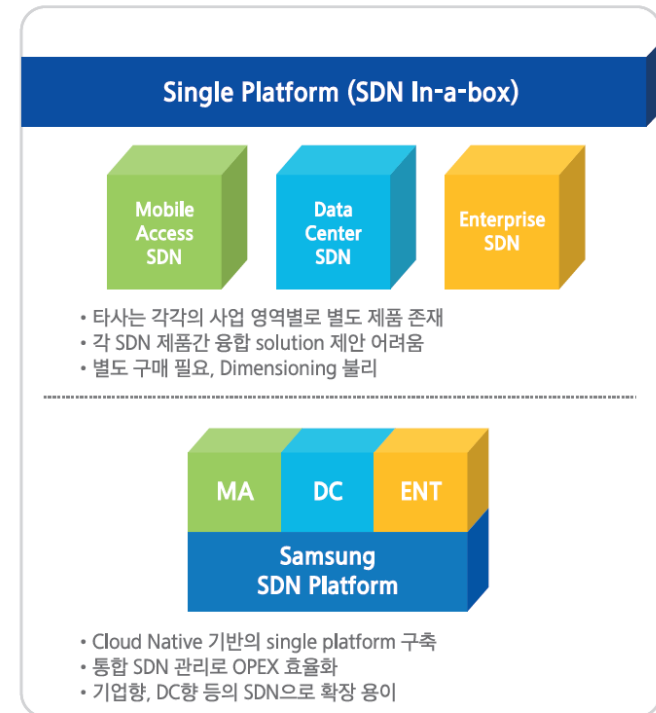 Single Platform (SDN In-a-box)
Mobile
Access
SDN
Data
Center
SDN
Enterprise
SDN
• 타사는 각각의 사업 영역별로 별도 제품 존재
• 각 SDN 제품간 융합 solution 제안 어려움
• 별도 구매 필요, Dimensioning 불리
MA
DC
ENT
Samsung
SDN Platform
• Cloud Native 기반의 single platform 구축
• 통합 SDN 관리로 OPEX 효율화
• 기업향, DC향 등의 SDN으로 확장 용이